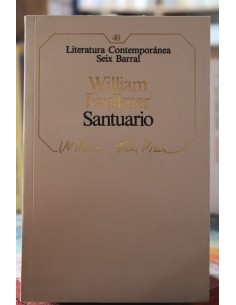 40
Literatura Contemporánea
Seix Barral
William
Faulkner
Santuario